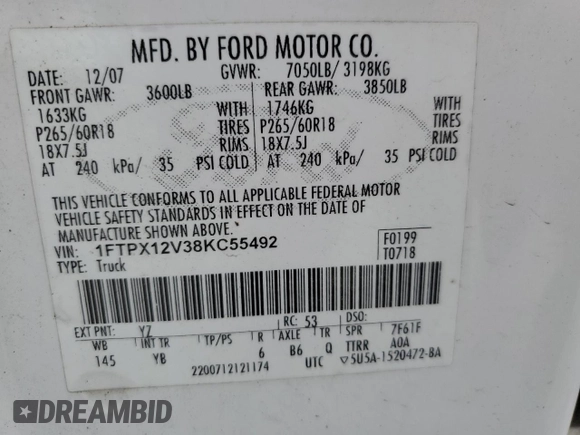 MFD. BY FORD MOTOR CO.
DATE: 12/07 GVWR: 7050LB/ 3198KG
FRONT GAWR: 3600LB REAR GAWR: 3850LB
1633KG WITH 1746KG WITH
P265/60R18 TIRES P265/60R18 TIRES
18X7.5J RIMS 18X7.5J RIMS
AT 240 kPa/ 35 PSI COLD AT 240 kPa/ 35 PSI COLD
THIS VEHICLE CONFORMS TO ALL APPLICABLE FEDERAL MOTOR
VEHICLE SAFETY STANDARDS IN EFFECT ON THE DATE OF
MANUFACTURE SHOWN ABOVE.
VIN: 1FTPX12V38KC55492 F0199
TYPE: Truck T0718
EXT PNT: YZ RC: 53 DSO:
WB INT TR TP/PS R AXLE TR SPR 7F61F
145 YB 6 B6 Q TTRR A0A
2200712121174 UTC ▽5U5A-1520472-BA
AUTODREAMBID